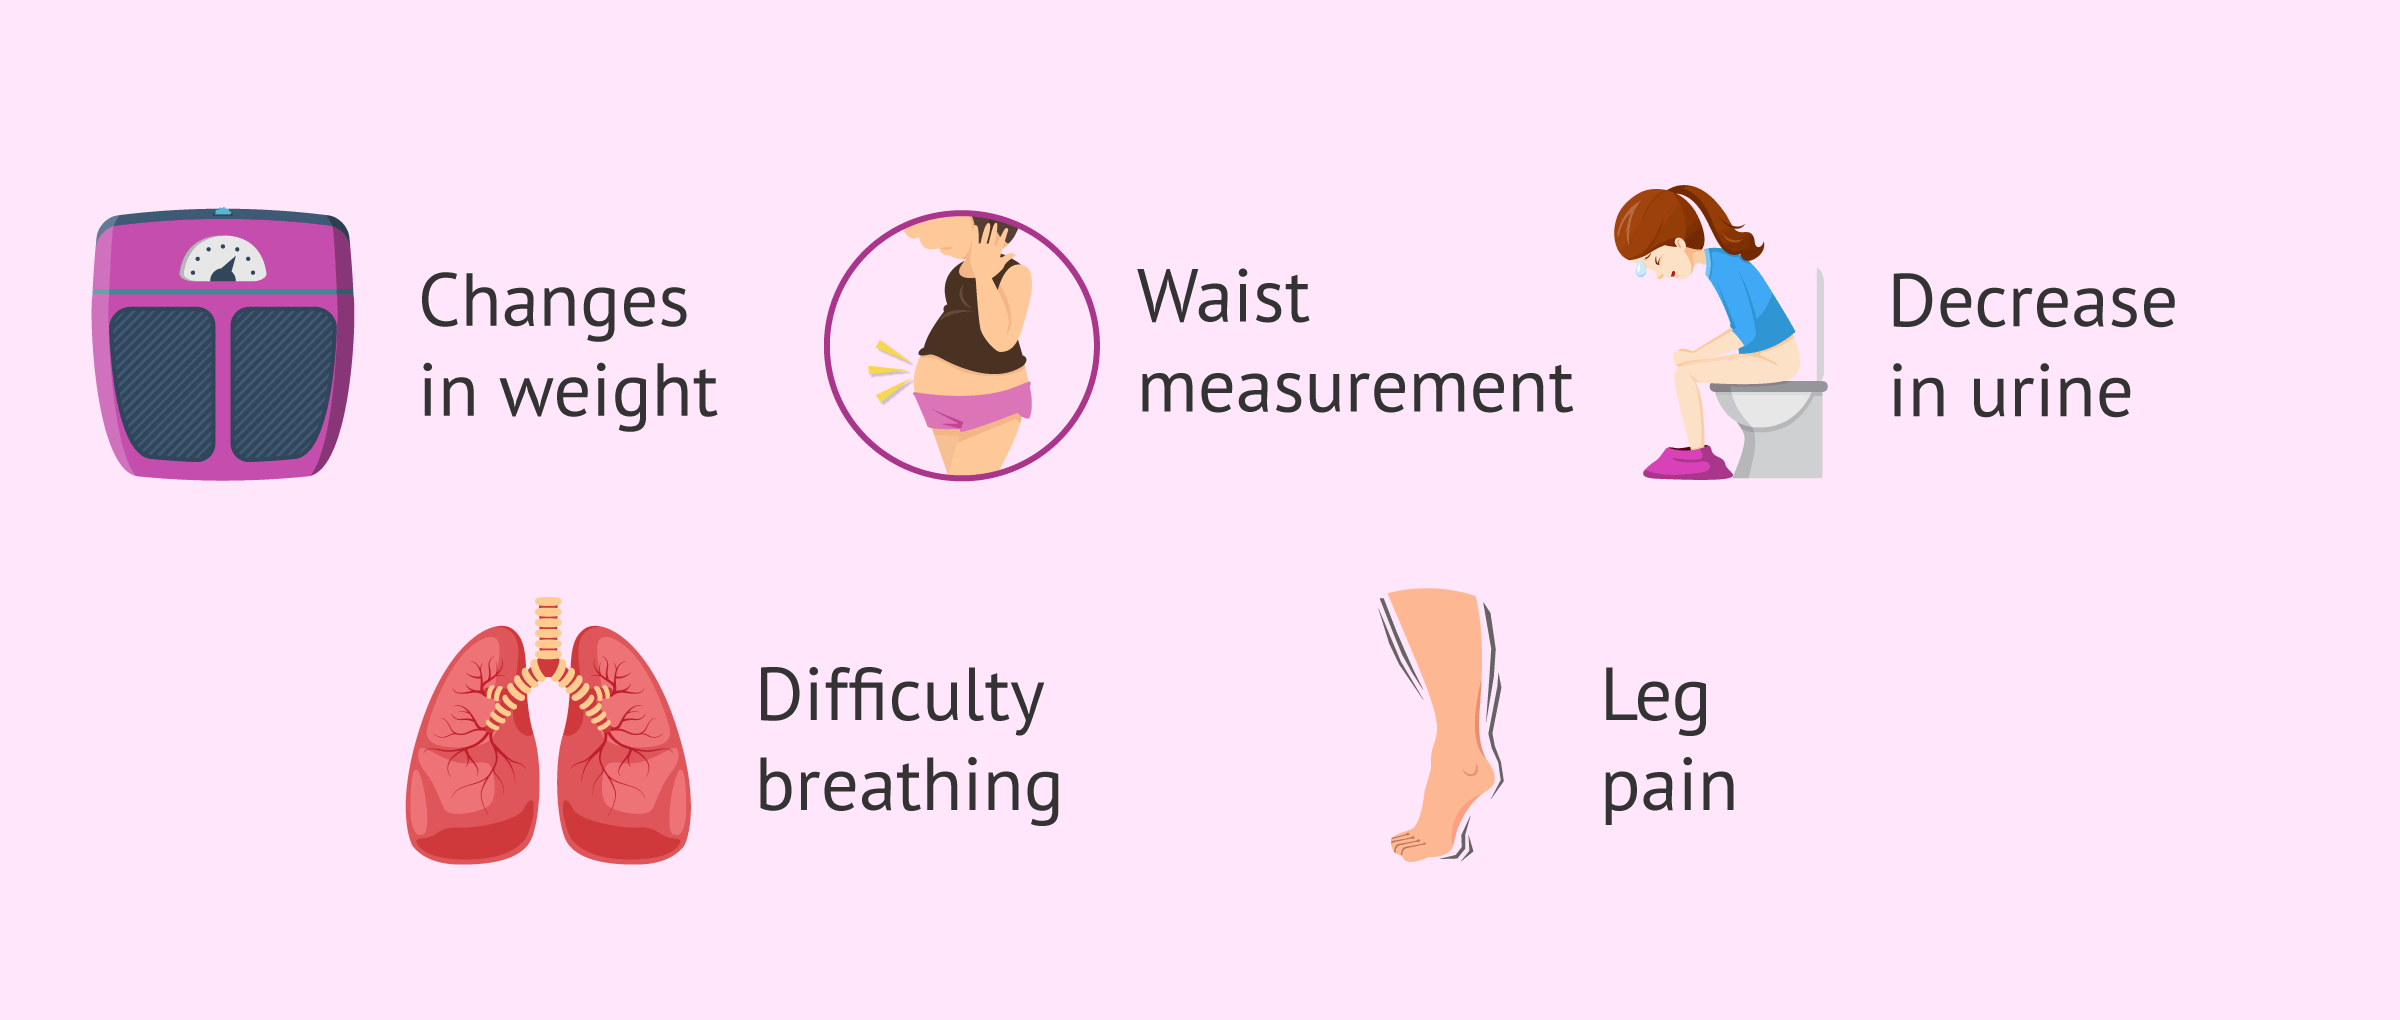 Changes
in weight
Waist
measurement
Decrease
in urine
Difficulty
breathing
Leg
pain